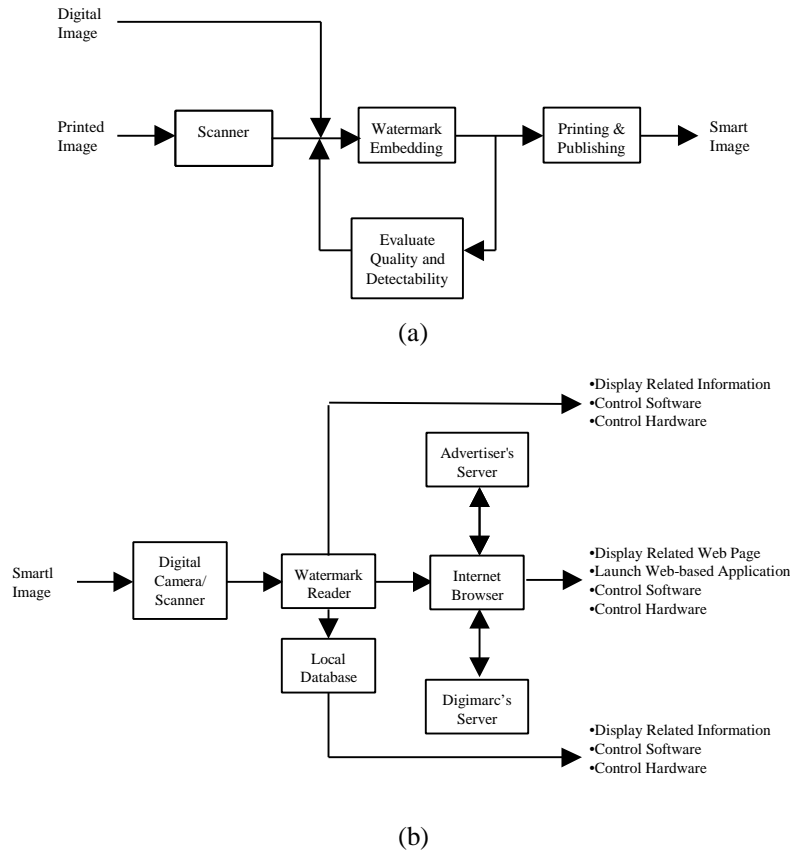 Digital
Image
Printed
Image
Scanner
Watermark
Embedding
Printing &
Publishing
Smart
Image
Evaluate
Quality and
Detectability
(a)
•Display Related Information
•Control Software
•Control Hardware
Advertiser's
Server
Smartl
Image
Digital
Camera/
Scanner
Watermark
Reader
Internet
Browser
•Display Related Web Page
•Launch Web-based Application
•Control Software
•Control Hardware
Local
Database
Digimarc’s
Server
•Display Related Information
•Control Software
•Control Hardware
(b)